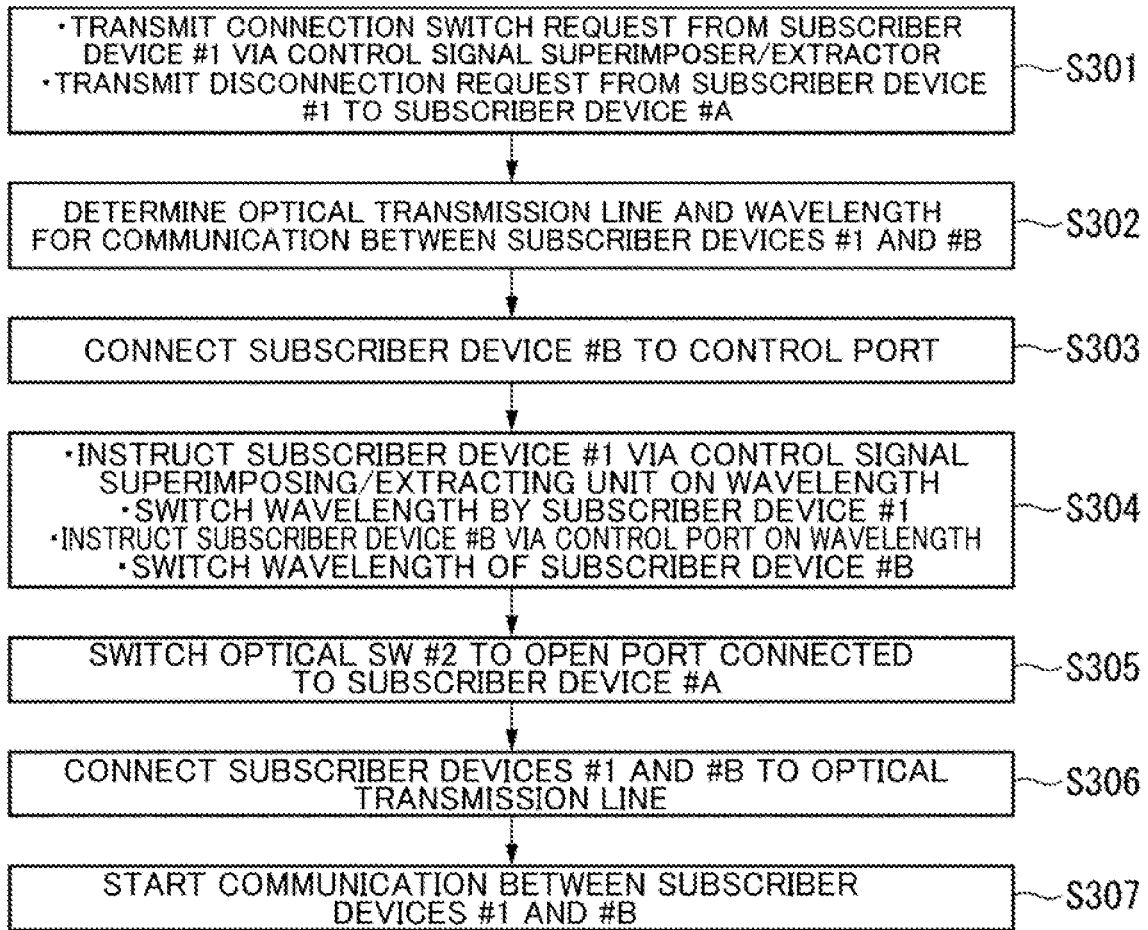 ・TRANSMIT CONNECTION SWITCH REQUEST FROM SUBSCRIBER
DEVICE #1 VIA CONTROL SIGNAL SUPERIMPOSER/EXTRACTOR
・TRANSMIT DISCONNECTION REQUEST FROM SUBSCRIBER DEVICE
#1 TO SUBSCRIBER DEVICE #A
S301
DETERMINE OPTICAL TRANSMISSION LINE AND WAVELENGTH
FOR COMMUNICATION BETWEEN SUBSCRIBER DEVICES #1 AND #B
S302
CONNECT SUBSCRIBER DEVICE #B TO CONTROL PORT
S303
・INSTRUCT SUBSCRIBER DEVICE #1 VIA CONTROL SIGNAL
SUPERIMPOSING/EXTRACTING UNIT ON WAVELENGTH
・SWITCH WAVELENGTH BY SUBSCRIBER DEVICE #1
・INSTRUCT SUBSCRIBER DEVICE #B VIA CONTROL PORT ON WAVELENGTH
・SWITCH WAVELENGTH OF SUBSCRIBER DEVICE #B
S304
SWITCH OPTICAL SW #2 TO OPEN PORT CONNECTED
TO SUBSCRIBER DEVICE #A
S305
CONNECT SUBSCRIBER DEVICES #1 AND #B TO OPTICAL
TRANSMISSION LINE
S306
START COMMUNICATION BETWEEN SUBSCRIBER
DEVICES #1 AND #B
S307